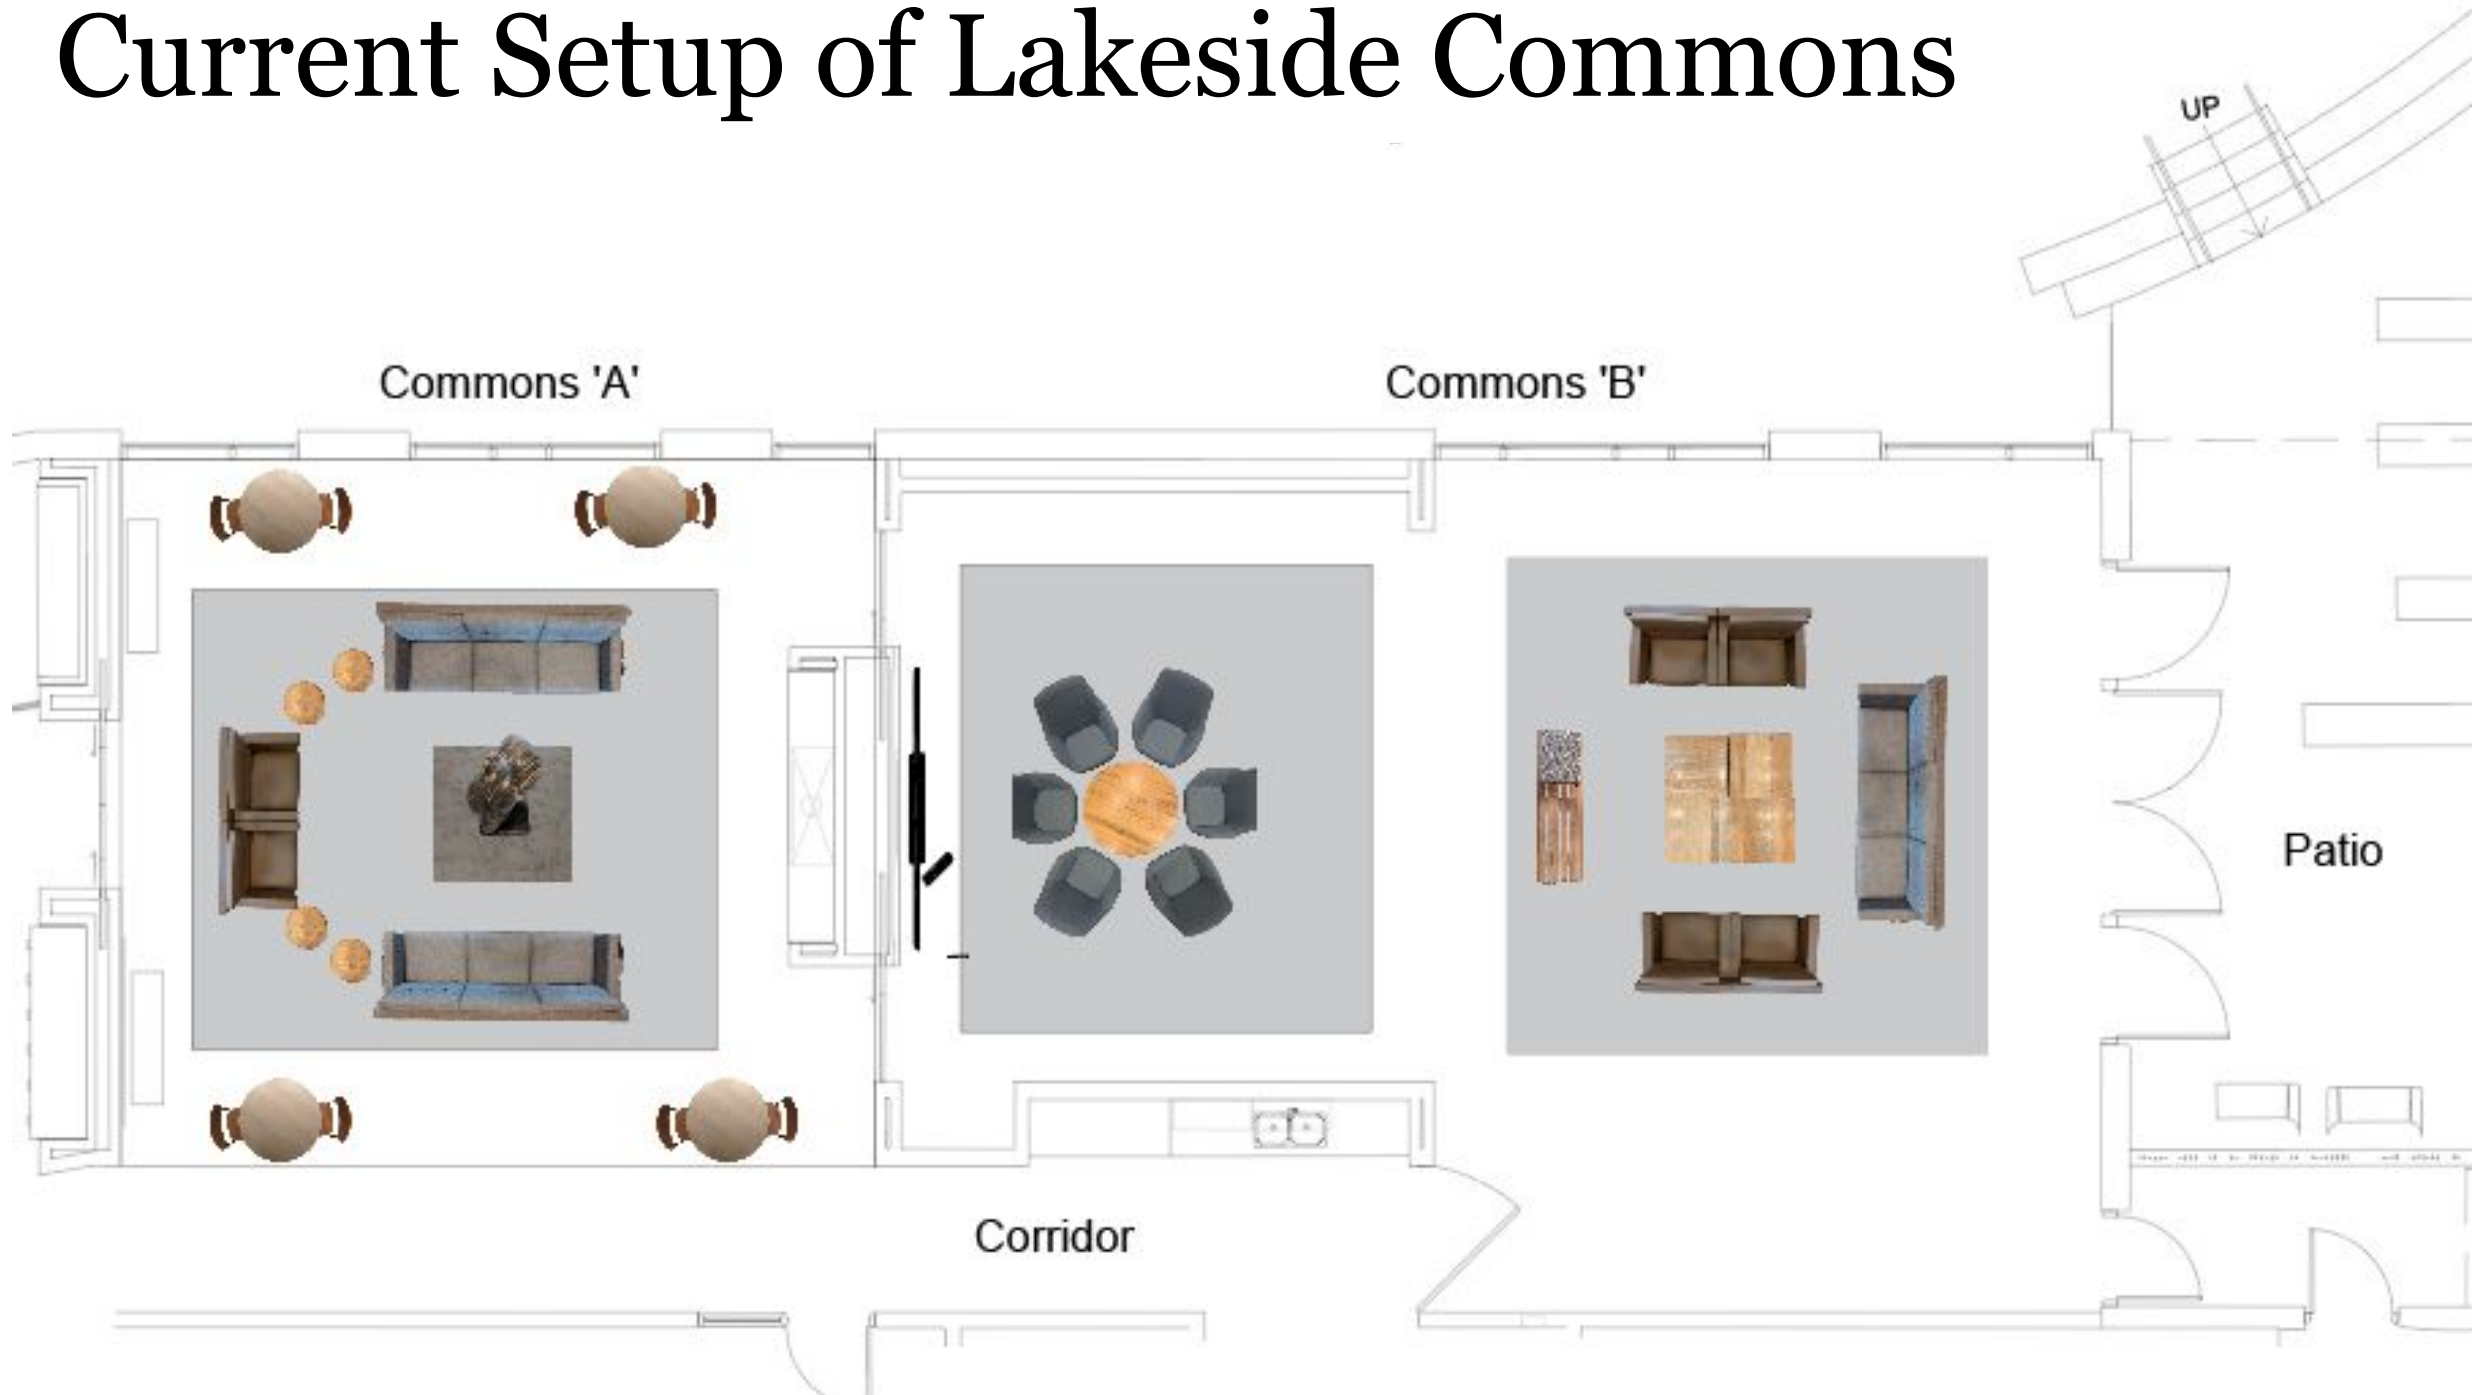 Current Setup of Lakeside Commons
UP
Commons 'A'
Commons 'B'
Patio
Corridor